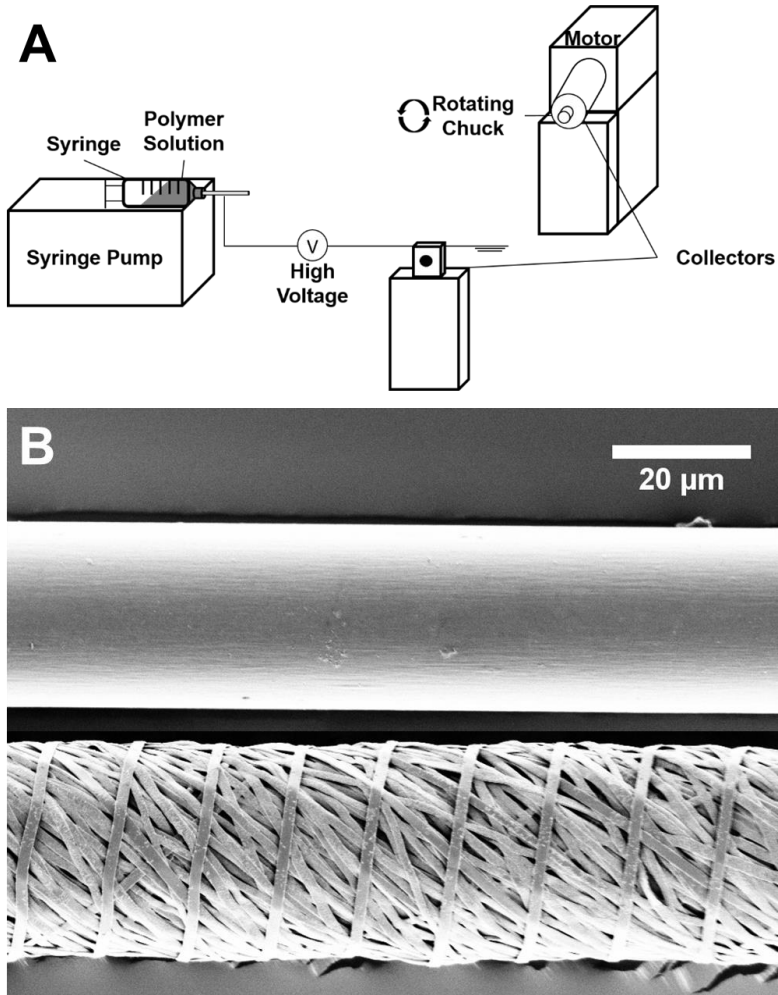 A
Motor
Rotating
Chuck
Polymer
Solution
Syringe
Syringe Pump
V
High
Voltage
Collectors
B
20 µm